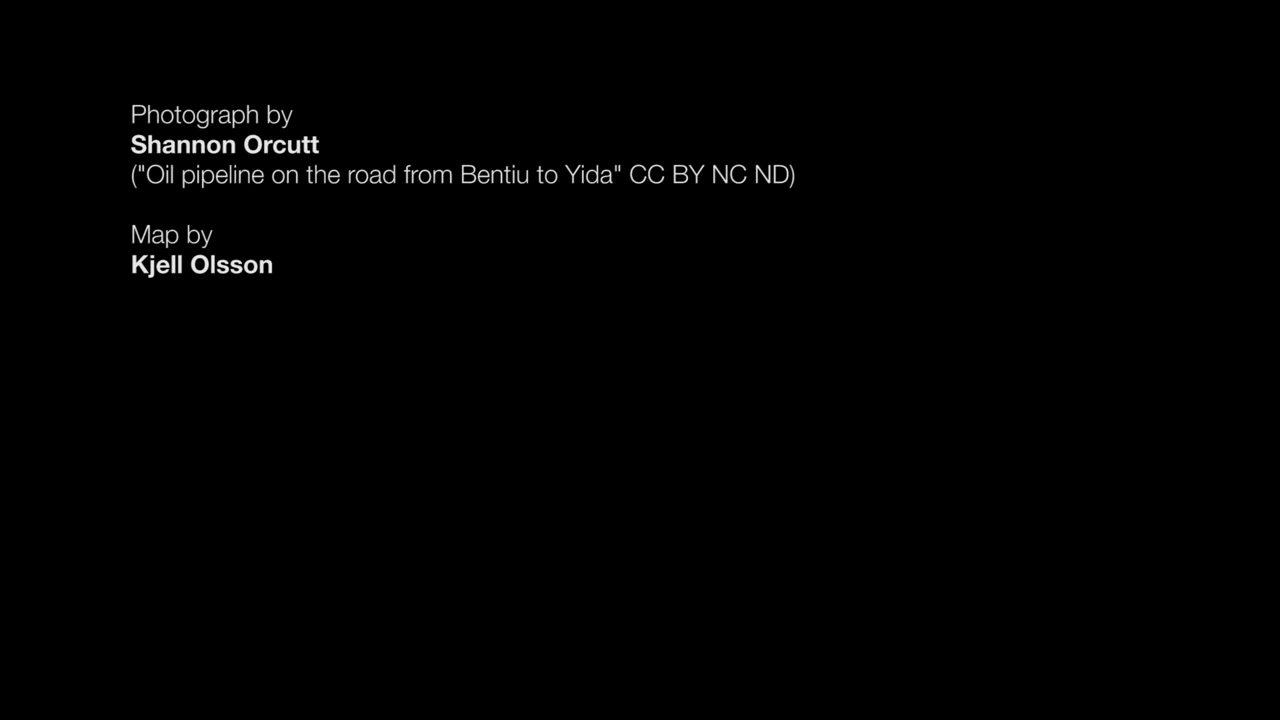 Photograph by
Shannon Orcutt
("Oil pipeline on the road from Bentiu to Yida" CC BY NC ND)
Map by
Kjell Olsson